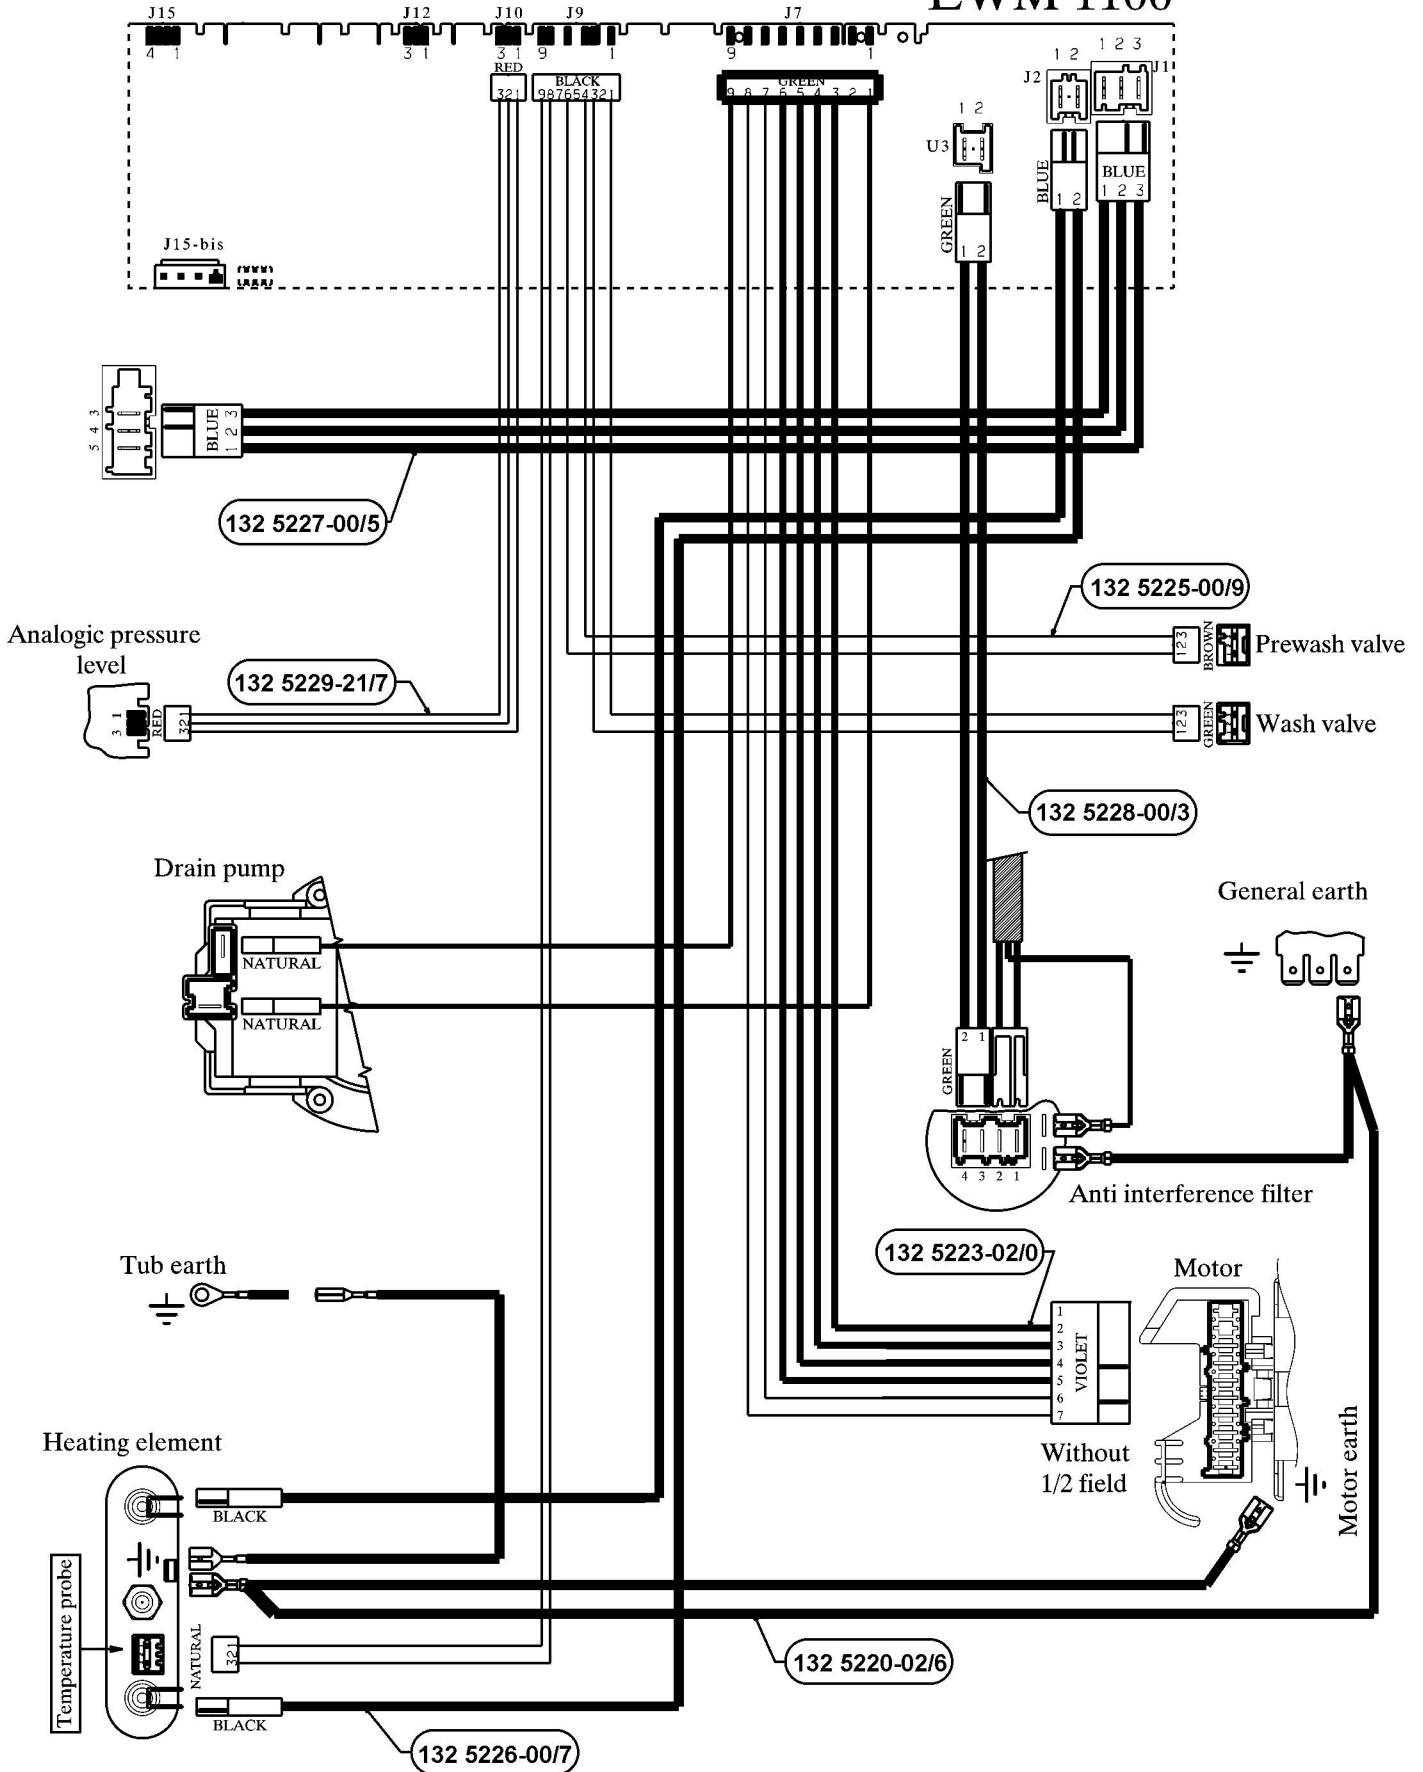 EWM 1100
J15
J12
J10
J9
J7
4 1
3 1
3 1
9 1
9 1
RED
321
BLACK
987654321
GREEN
9 8 7 6 5 4 3 2 1
1 2
J2
1 2 3
J1
1 2
U3
BLUE
1 2
BLUE
1 2 3
GREEN
1 2
J15-bis
3
4
5
BLUE
1 2 3
132 5227-00/5
132 5225-00/9
123
BROWN
Prewash valve
Analogic pressure
level
132 5229-21/7
3 1
RED
321
123
GREEN
Wash valve
132 5228-00/3
Drain pump
NATURAL
NATURAL
General earth
GREEN
2 1
4 3 2 1
Anti interference filter
132 5223-02/0
Tub earth
Motor
1
2
3
4
5
6
7
VIOLET
Without
1/2 field
Motor earth
Heating element
BLACK
Temperature probe
NATURAL
321
132 5220-02/6
BLACK
132 5226-00/7